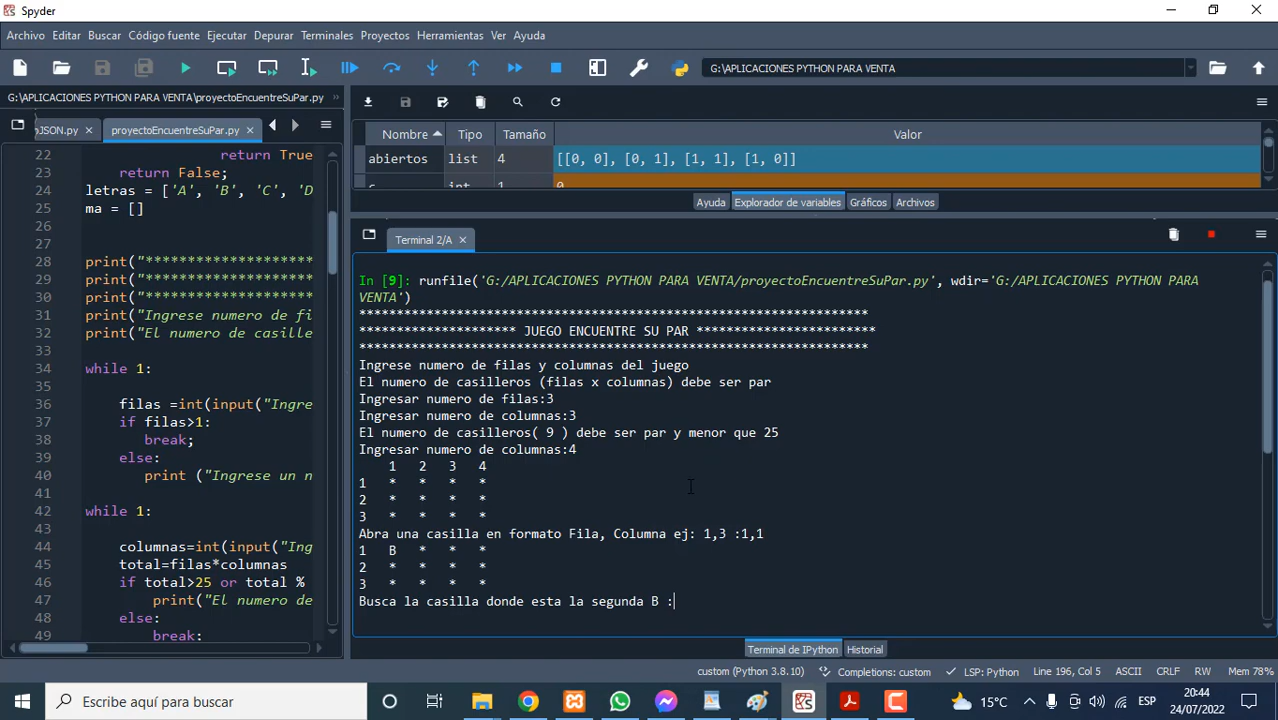 Spyder
Archivo Editar Buscar Código fuente Ejecutar Depurar Terminales Proyectos Herramientas Ver Ayuda
G:\APLICACIONES PYTHON PARA VENTA
G:\APLICACIONES PYTHON PARA VENTA\proyectoEncuentreSuPar.py
JSON.py proyectoEncuentreSuPar.py
22 return True
23 return False;
24 letras = ['A', 'B', 'C', 'D
25 ma = []
26
27
28 print("********************
29 print("********************
30 print("********************
31 print("Ingrese numero de fi
32 print("El numero de casille
33
34 while 1:
35
36 filas =int(input("Ingre
37 if filas>1:
38 break;
39 else:
40 print ("Ingrese un n
41
42 while 1:
43
44 columnas=int(input("Ing
45 total=filas*columnas
46 if total>25 or total %
47 print("El numero de
48 else:
49 break:
Nombre Tipo Tamaño Valor
abiertos list 4 [[0, 0], [0, 1], [1, 1], [1, 0]]
c int 1 0
Ayuda Explorador de variables Gráficos Archivos
Terminal 2/A
In [9]: runfile('G:/APLICACIONES PYTHON PARA VENTA/proyectoEncuentreSuPar.py', wdir='G:/APLICACIONES PYTHON PARA
VENTA')
********************************************************************
********************* JUEGO ENCUENTRE SU PAR ************************
********************************************************************
Ingrese numero de filas y columnas del juego
El numero de casilleros (filas x columnas) debe ser par
Ingresar numero de filas:3
Ingresar numero de columnas:3
El numero de casilleros( 9 ) debe ser par y menor que 25
Ingresar numero de columnas:4
1 2 3 4
1 * * * *
2 * * * *
3 * * * *
Abra una casilla en formato Fila, Columna ej: 1,3 :1,1
1 B * * *
2 * * * *
3 * * * *
Busca la casilla donde esta la segunda B :
Terminal de IPython Historial
custom (Python 3.8.10) Completions: custom LSP: Python Line 196, Col 5 ASCII CRLF RW Mem 78%
Escribe aquí para buscar
15°C ESP 20:44
24/07/2022